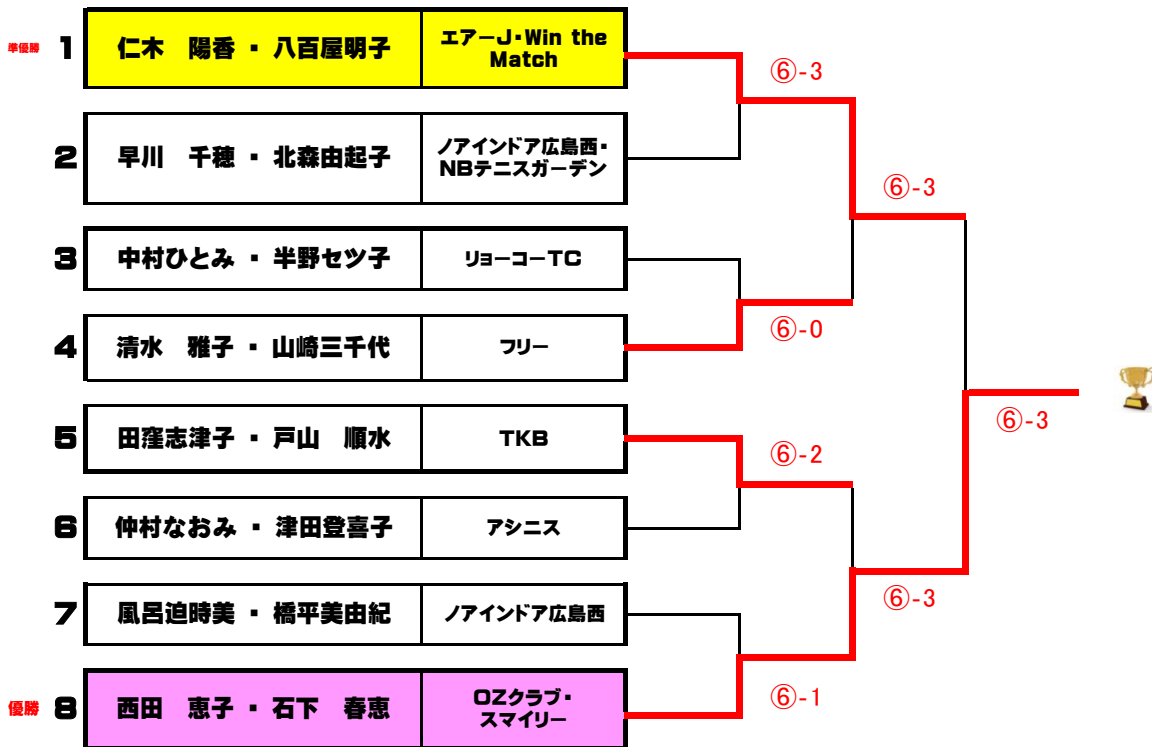 準優勝 1 仁木　陽香 ・ 八百屋明子 エアーJ・Win the
Match
⑥-3
2 早川　千穂 ・ 北森由起子 ノアインドア広島西・
NBテニスガーデン
⑥-3
3 中村ひとみ ・ 半野セツ子 リョーコーTC
⑥-0
4 清水　雅子 ・ 山崎三千代 フリー
⑥-3
5 田窪志津子 ・ 戸山　順水 TKB
⑥-2
6 仲村なおみ ・ 津田登喜子 アシニス
⑥-3
7 風呂迫時美 ・ 橋平美由紀 ノアインドア広島西
⑥-1
優勝 8 西田　恵子 ・ 石下　春恵 OZクラブ・
スマイリー